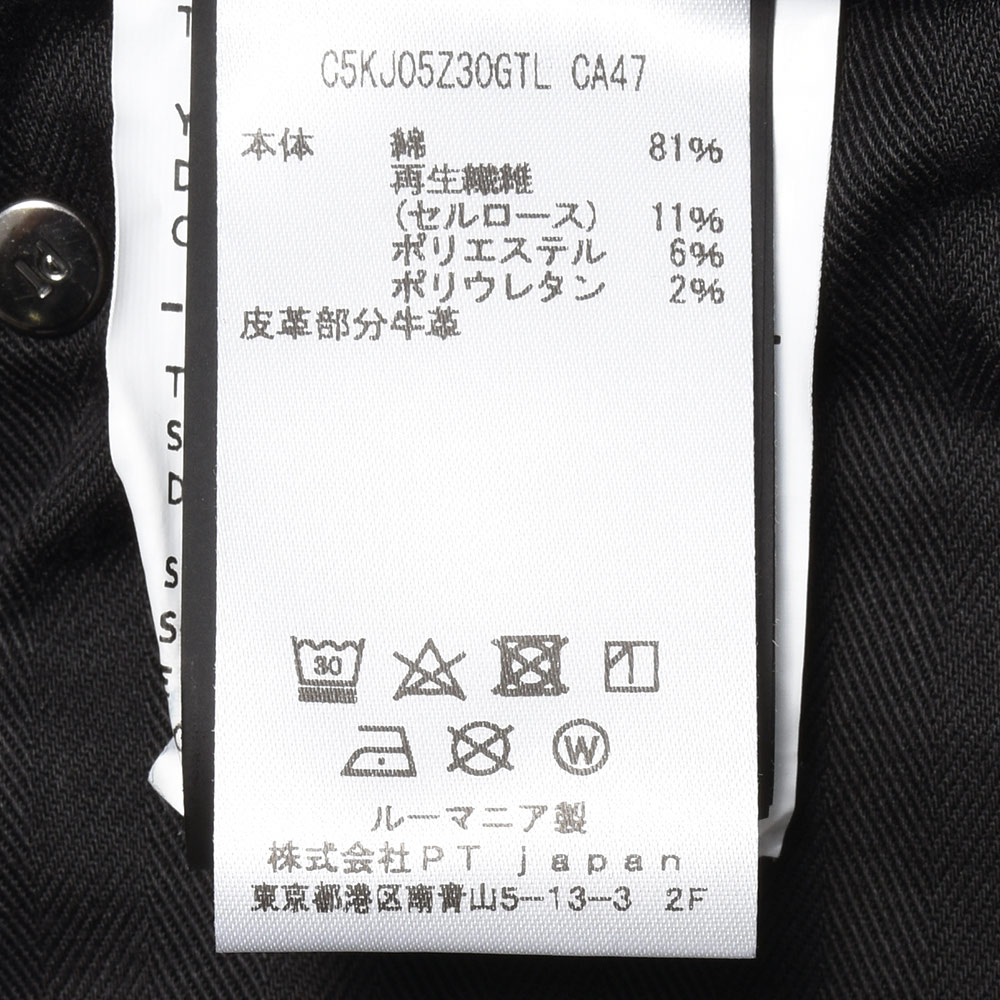 C5KJ05Z30GTL CA47
本体 綿 81%
再生繊維
(セルロース) 11%
ポリエステル 6%
ポリウレタン 2%
皮革部分牛革
30
W
ルーマニア製
株式会社PT japan
東京都港区南青山5-13-3 2F
T
Y
D
C
-
T
S
D
S
S